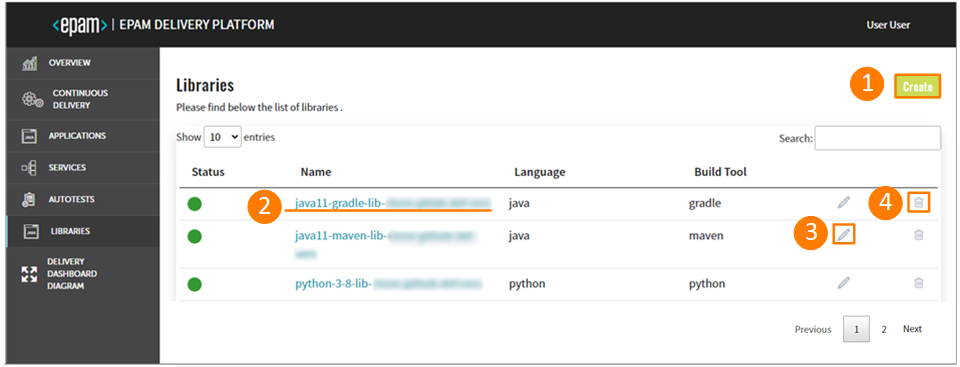 <epam> | EPAM DELIVERY PLATFORM
User User
OVERVIEW
CONTINUOUS
DELIVERY
APPLICATIONS
SERVICES
AUTOTESTS
LIBRARIES
DELIVERY
DASHBOARD
DIAGRAM
Libraries
1 Create
Please find below the list of libraries .
Show 10 entries
Search:
Status Name Language Build Tool
2 java11-gradle-lib- java gradle 4
java11-maven-lib- java maven 3
python-3-8-lib- python python
Previous 1 2 Next